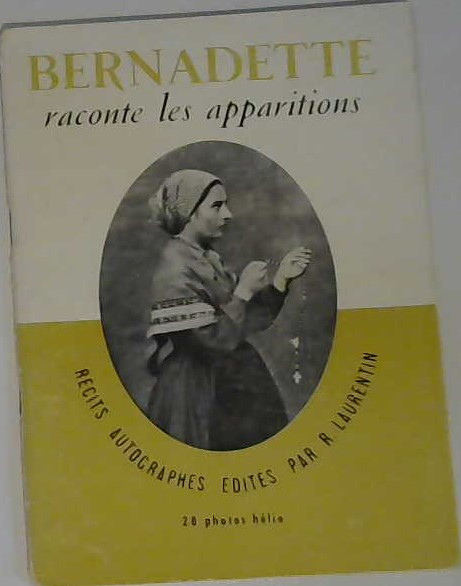 BERNADETTE
raconte les apparitions
RECITS AUTOGRAPHES EDITES PAR R. LAURENTIN
28 photos hélio